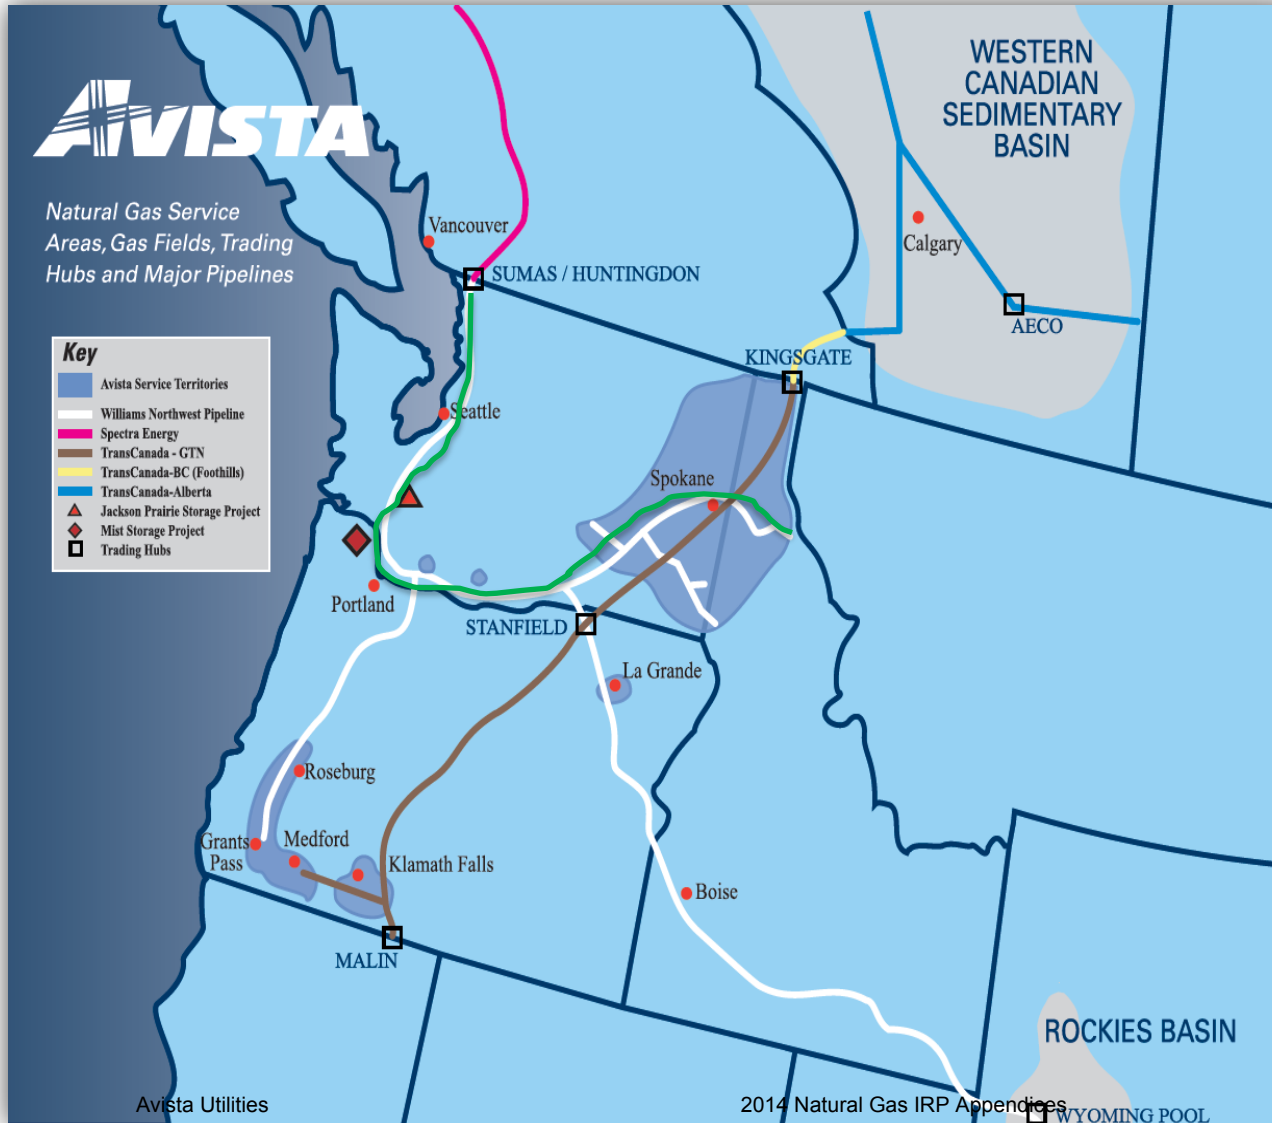 AVISTA
Natural Gas Service
Areas, Gas Fields, Trading
Hubs and Major Pipelines
Key
Avista Service Territories
Williams Northwest Pipeline
Spectra Energy
TransCanada - GTN
TransCanada-BC (Foothills)
TransCanada-Alberta
Jackson Prairie Storage Project
Mist Storage Project
Trading Hubs
WESTERN
CANADIAN
SEDIMENTARY
BASIN
Vancouver
Calgary
SUMAS / HUNTINGDON
AECO
KINGSGATE
Seattle
Spokane
Portland
STANFIELD
La Grande
Roseburg
Grants
Pass
Medford
Klamath Falls
Boise
MALIN
ROCKIES BASIN
WYOMING POOL
Avista Utilities
2014 Natural Gas IRP Appendices